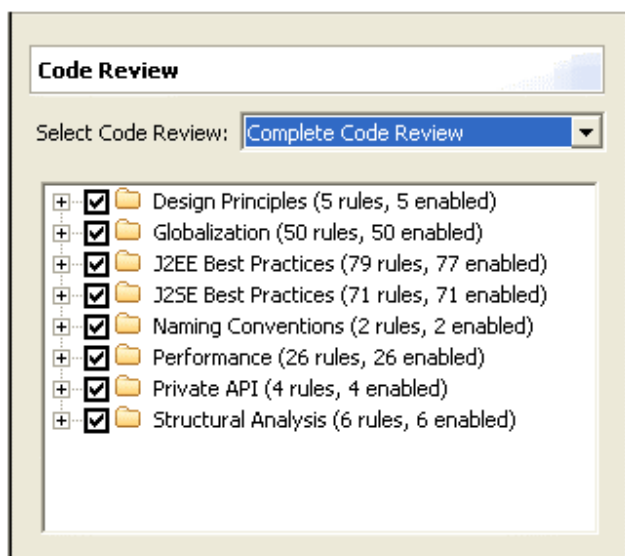 Code Review
Select Code Review: Complete Code Review
Design Principles (5 rules, 5 enabled)
Globalization (50 rules, 50 enabled)
J2EE Best Practices (79 rules, 77 enabled)
J2SE Best Practices (71 rules, 71 enabled)
Naming Conventions (2 rules, 2 enabled)
Performance (26 rules, 26 enabled)
Private API (4 rules, 4 enabled)
Structural Analysis (6 rules, 6 enabled)